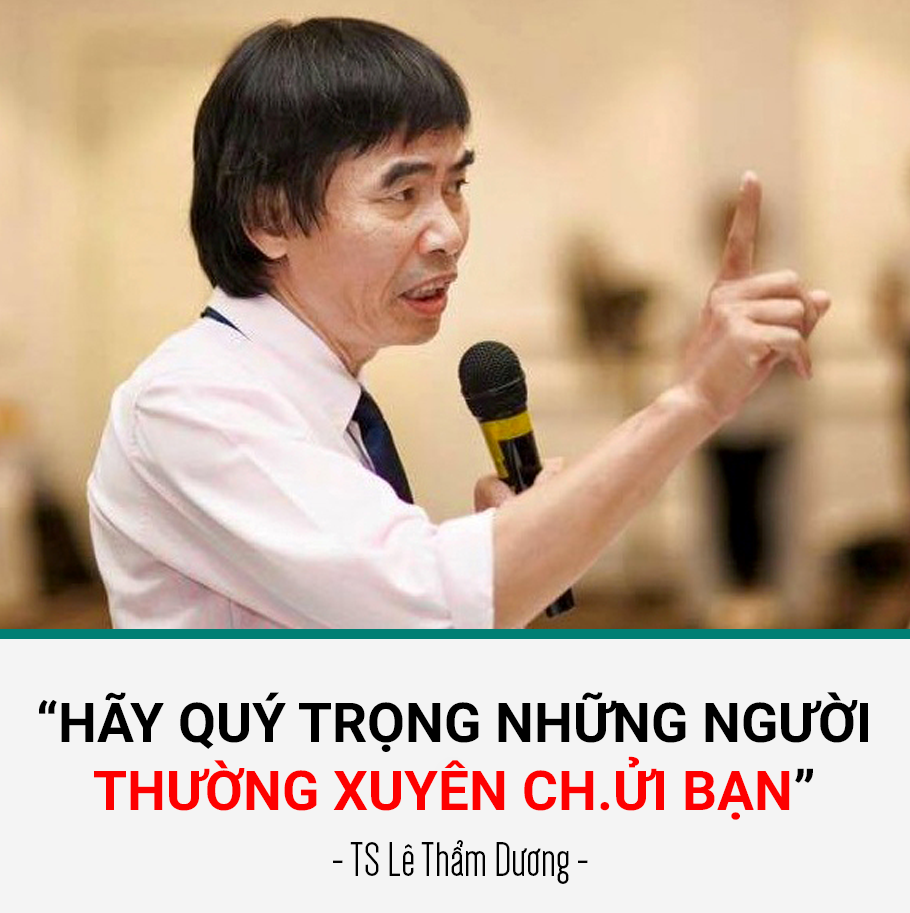 “HÃY QUÝ TRỌNG NHỮNG NGƯỜI
THƯỜNG XUYÊN CH.ỬI BẠN”
- TS Lê Thẩm Dương -